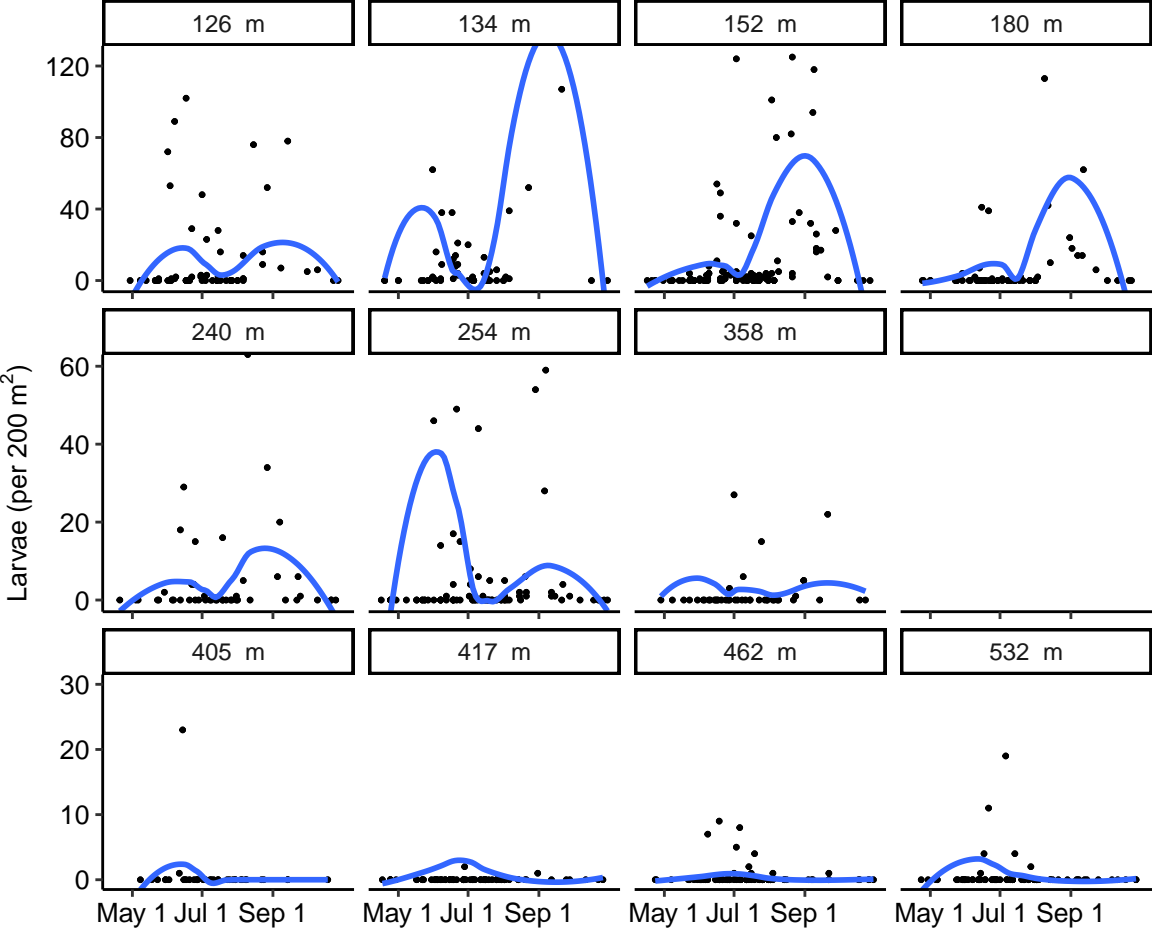 126 m
134 m
152 m
180 m
120
80
40
0
240 m
254 m
358 m
60
40
20
0
Larvae (per 200 m²)
405 m
417 m
462 m
532 m
30
20
10
0
May 1 Jul 1 Sep 1
May 1 Jul 1 Sep 1
May 1 Jul 1 Sep 1
May 1 Jul 1 Sep 1